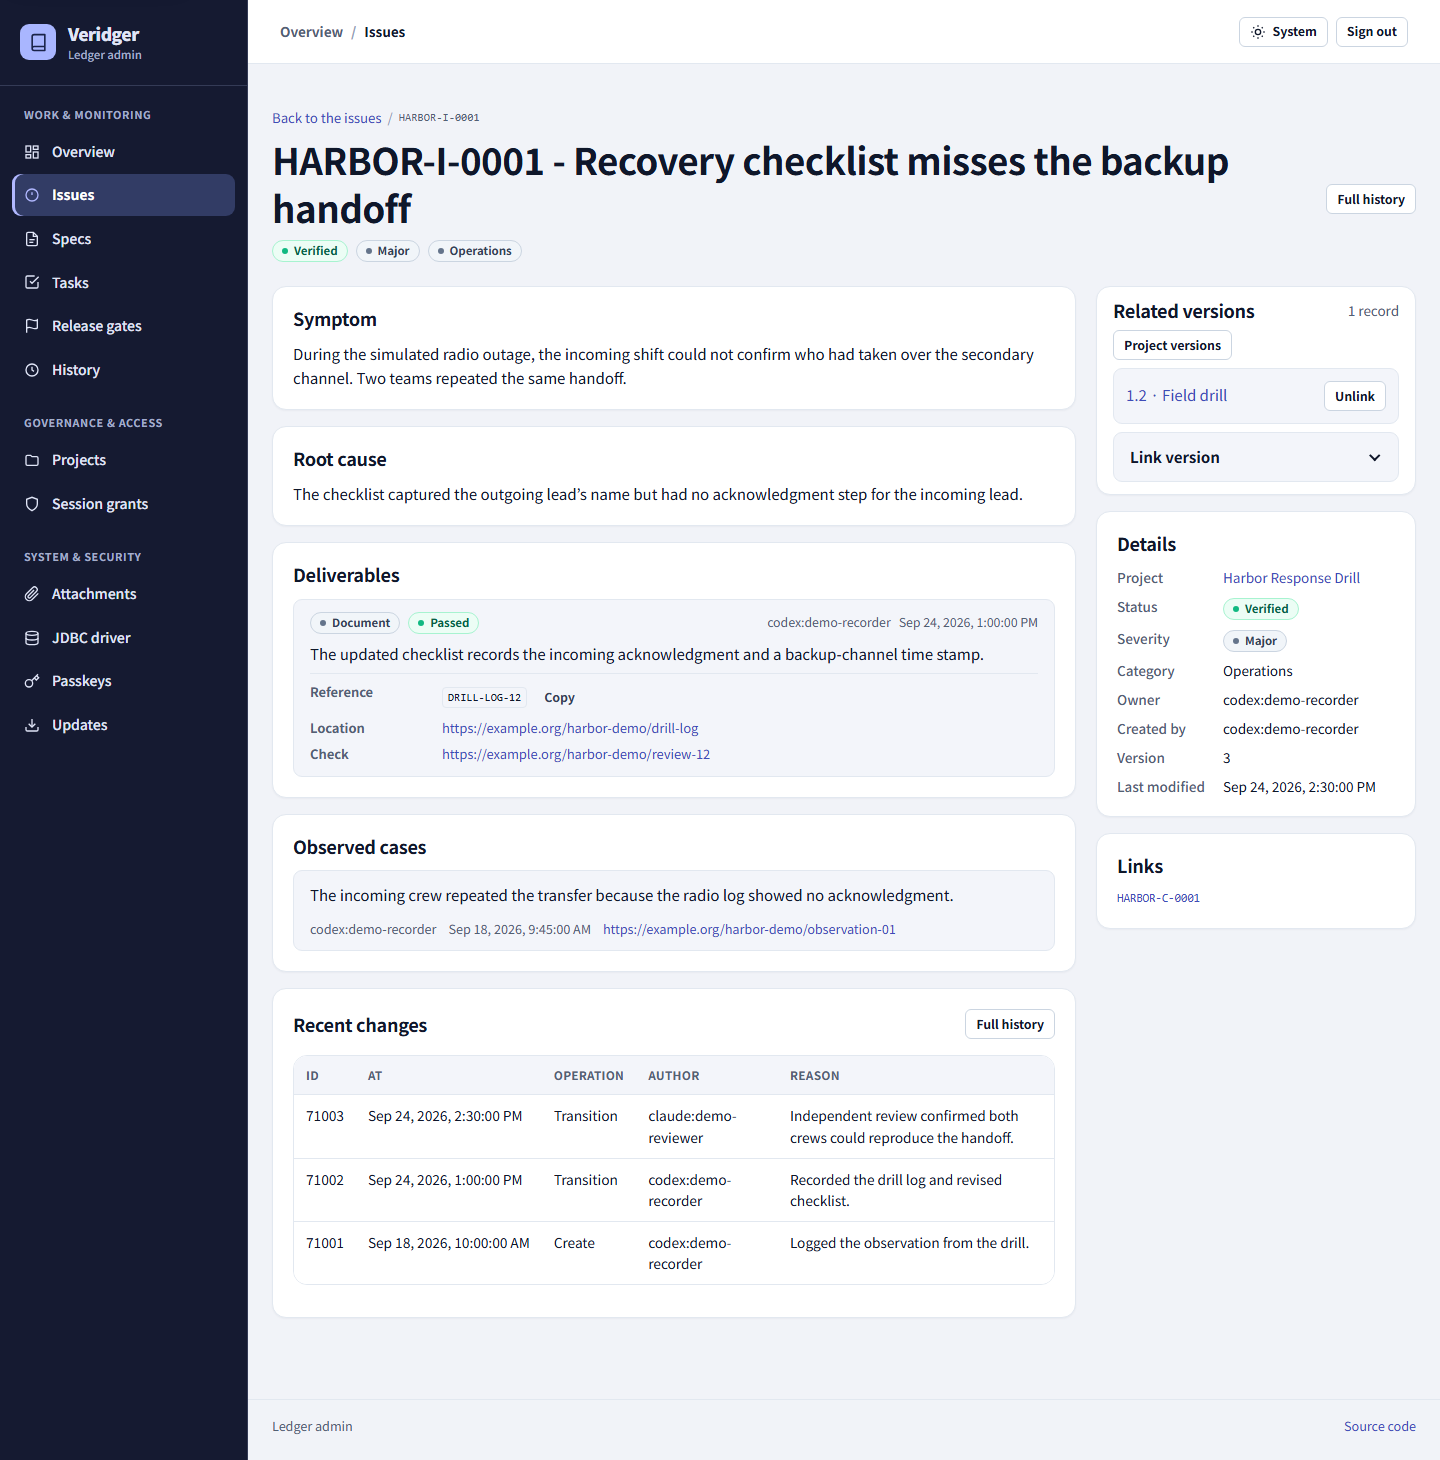 Veridger
Ledger admin
WORK & MONITORING
Overview
Issues
Specs
Tasks
Release gates
History
GOVERNANCE & ACCESS
Projects
Session grants
SYSTEM & SECURITY
Attachments
JDBC driver
Passkeys
Updates
Overview / Issues
System
Sign out
Back to the issues / HARBOR-I-0001
HARBOR-I-0001 - Recovery checklist misses the backup
handoff
Full history
Verified
Major
Operations
Symptom
During the simulated radio outage, the incoming shift could not confirm who had taken over the secondary
channel. Two teams repeated the same handoff.
Root cause
The checklist captured the outgoing lead’s name but had no acknowledgment step for the incoming lead.
Deliverables
Document Passed codex:demo-recorder Sep 24, 2026, 1:00:00 PM
The updated checklist records the incoming acknowledgment and a backup-channel time stamp.
Reference DRILL-LOG-12 Copy
Location https://example.org/harbor-demo/drill-log
Check https://example.org/harbor-demo/review-12
Observed cases
The incoming crew repeated the transfer because the radio log showed no acknowledgment.
codex:demo-recorder Sep 18, 2026, 9:45:00 AM https://example.org/harbor-demo/observation-01
Recent changes
Full history
ID AT OPERATION AUTHOR REASON
71003 Sep 24, 2026, 2:30:00 PM Transition claude:demo- Independent review confirmed both
reviewer crews could reproduce the handoff.
71002 Sep 24, 2026, 1:00:00 PM Transition codex:demo- Recorded the drill log and revised
recorder checklist.
71001 Sep 18, 2026, 10:00:00 AM Create codex:demo- Logged the observation from the drill.
recorder
Related versions 1 record
Project versions
1.2 · Field drill Unlink
Link version
Details
Project Harbor Response Drill
Status Verified
Severity Major
Category Operations
Owner codex:demo-recorder
Created by codex:demo-recorder
Version 3
Last modified Sep 24, 2026, 2:30:00 PM
Links
HARBOR-C-0001
Ledger admin
Source code